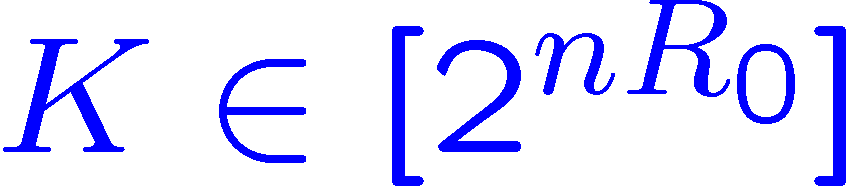 K ∈ [2^{nR_0}]